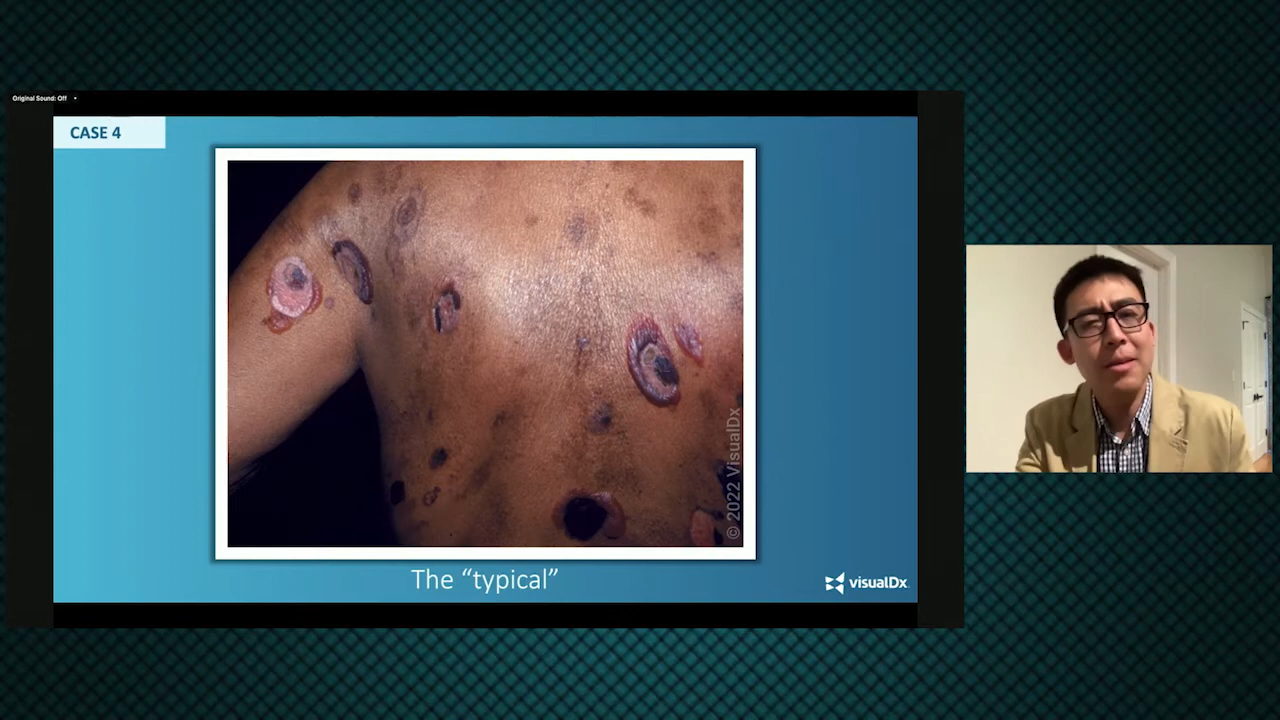 Original Sound: Off
CASE 4
© 2022 VisualDx
The “typical”
visualDx